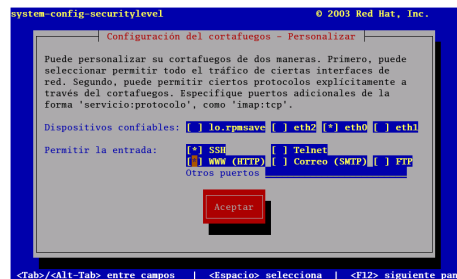 system-config-securitylevel © 2003 Red Hat, Inc.
Configuración del cortafuegos - Personalizar
Puede personalizar su cortafuegos de dos maneras. Primero, puede
seleccionar permitir todo el tráfico de ciertas interfaces de
red. Segundo, puede permitir ciertos protocolos explícitamente a
través del cortafuegos. Especifique puertos adicionales de la
forma 'servicio:protocolo', como 'imap:tcp'.
Dispositivos confiables: [ ] lo.rpmsave [ ] eth2 [*] eth0 [ ] eth1
Permitir la entrada: [*] SSH [ ] Telnet
[ ] WWW (HTTP) [ ] Correo (SMTP) [ ] FTP
Otros puertos
Aceptar
<Tab>/<Alt-Tab> entre campos | <Espacio> selecciona | <F12> siguiente pan